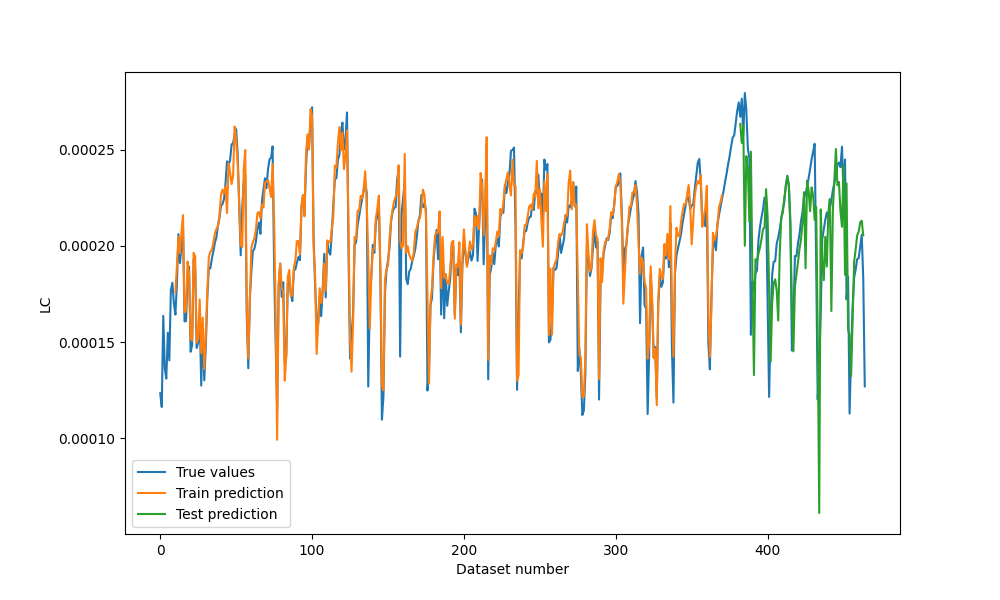 0.00025
0.00020
0.00015
0.00010
LC
True values
Train prediction
Test prediction
0 100 200 300 400
Dataset number